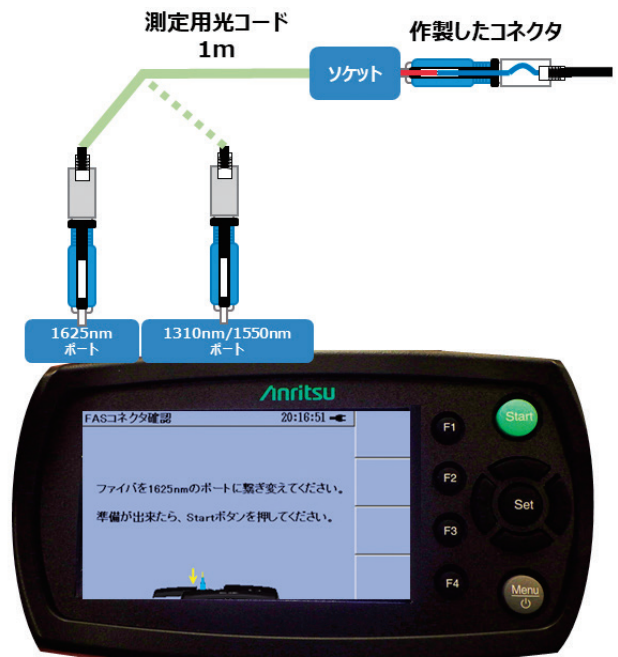 測定用光コード
1m
作製したコネクタ
ソケット
1625nm
ポート
1310nm/1550nm
ポート
Anritsu
FASコネクタ確認
20:16:51
ファイバを1625nmのポートに繋ぎ変えてください。
準備が出来たら、Startボタンを押してください。
F1
F2
F3
F4
Start
Set
Menu